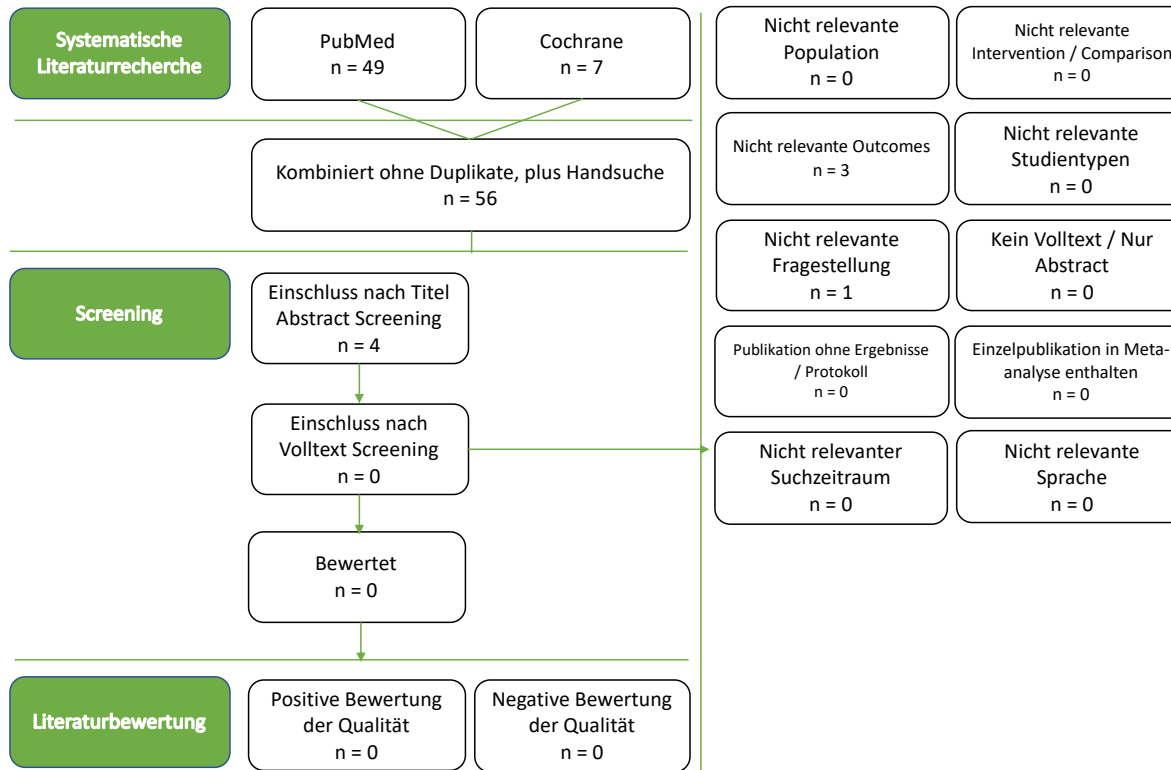 Systematische
Literaturrecherche
PubMed
n = 49
Cochrane
n = 7
Kombiniert ohne Duplikate, plus Handsuche
n = 56
Screening
Einschluss nach Titel
Abstract Screening
n = 4
Einschluss nach
Volltext Screening
n = 0
Bewertet
n = 0
Literaturbewertung
Positive Bewertung
der Qualität
n = 0
Negative Bewertung
der Qualität
n = 0
Nicht relevante
Population
n = 0
Nicht relevante
Intervention / Comparison
n = 0
Nicht relevante Outcomes
n = 3
Nicht relevante
Studientypen
n = 0
Nicht relevante
Fragestellung
n = 1
Kein Volltext / Nur
Abstract
n = 0
Publikation ohne Ergebnisse
/ Protokoll
n = 0
Einzelpublikation in Meta-
analyse enthalten
n = 0
Nicht relevanter
Suchzeitraum
n = 0
Nicht relevante
Sprache
n = 0